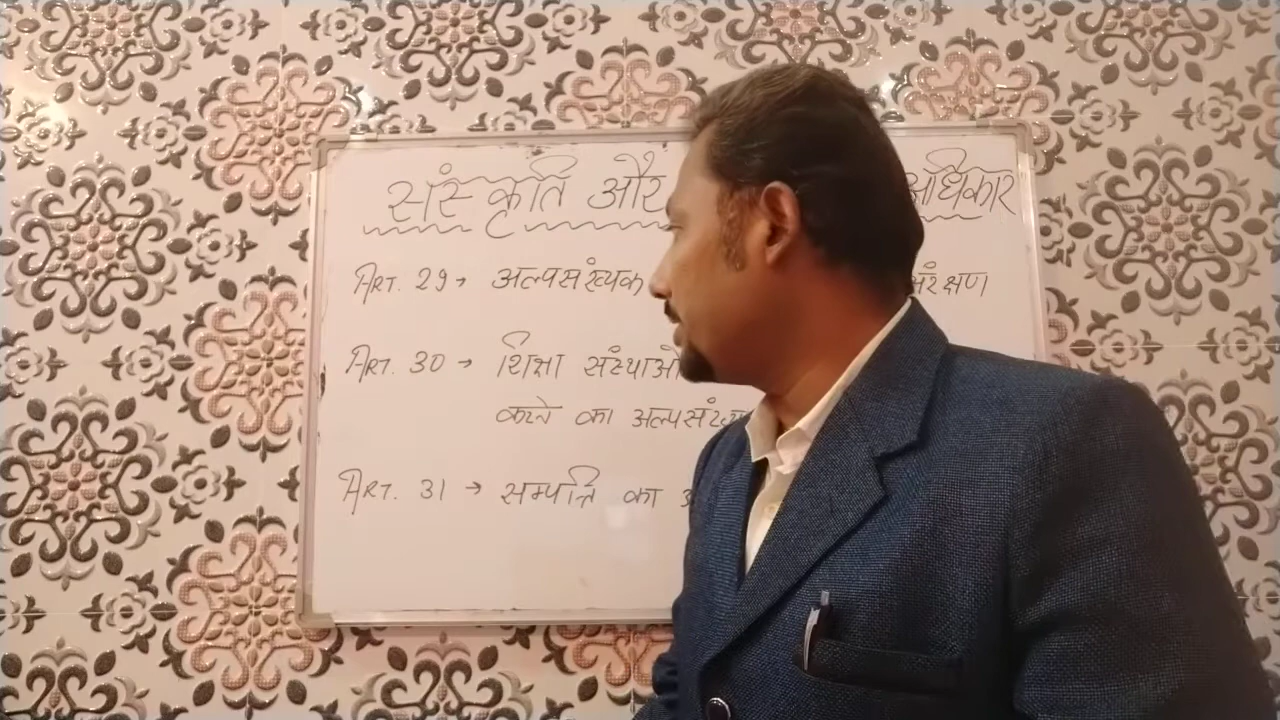 संस्कृति और अधिकार
ART. 29 → अल्पसंख्यक संरक्षण
ART. 30 → शिक्षा संस्थाओ
करने का अल्पसंख्य
ART. 31 → सम्पत्ति का अ